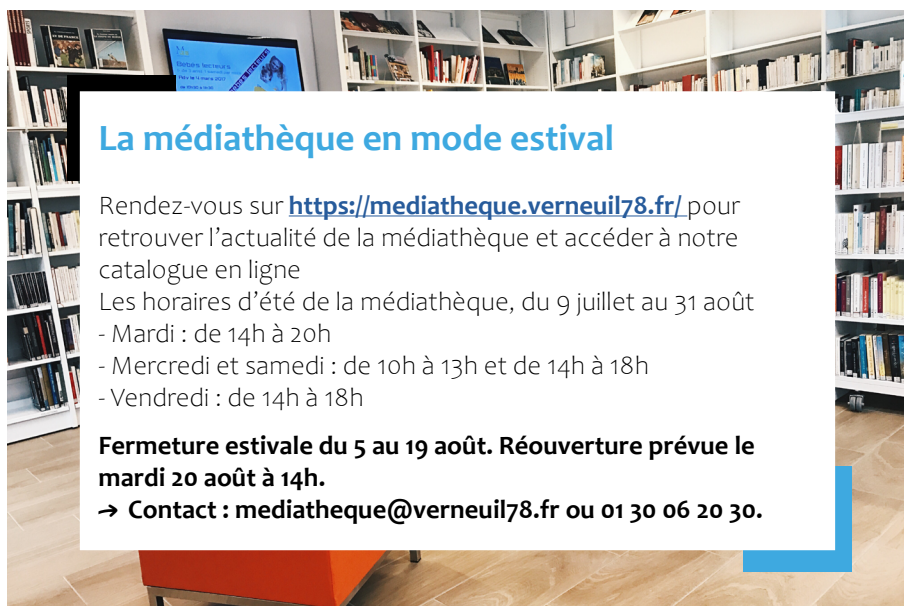 Bébés lecteurs
La médiathèque en mode estival
Rendez-vous sur https://mediatheque.verneuil78.fr/ pour
retrouver l’actualité de la médiathèque et accéder à notre
catalogue en ligne
Les horaires d’été de la médiathèque, du 9 juillet au 31 août
- Mardi : de 14h à 20h
- Mercredi et samedi : de 10h à 13h et de 14h à 18h
- Vendredi : de 14h à 18h
Fermeture estivale du 5 au 19 août. Réouverture prévue le
mardi 20 août à 14h.
➔ Contact : mediatheque@verneuil78.fr ou 01 30 06 20 30.